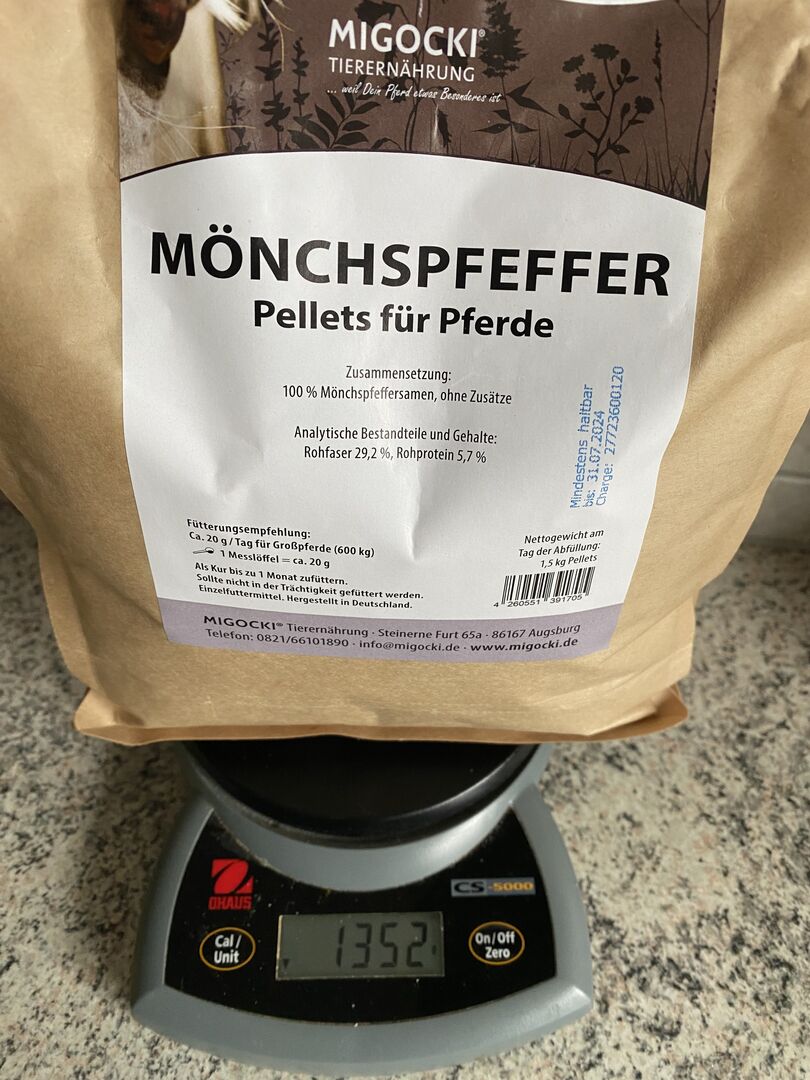 MIGOCKI®
TIERERNÄHRUNG
... weil Dein Pferd etwas Besonderes ist
MÖNCHSPFEFFER
Pellets für Pferde
Zusammensetzung:
100 % Mönchspfeffersamen, ohne Zusätze
Analytische Bestandteile und Gehalte:
Rohfaser 29,2 %, Rohprotein 5,7 %
Mindestens haltbar
bis: 31.07.2024
Charge: 27723600120
Fütterungsempfehlung:
Ca. 20 g / Tag für Großpferde (600 kg)
1 Messlöffel = ca. 20 g
Als Kur bis zu 1 Monat zufüttern.
Sollte nicht in der Trächtigkeit gefüttert werden.
Einzelfuttermittel. Hergestellt in Deutschland.
Nettogewicht am
Tag der Abfüllung:
1,5 kg Pellets
4 260551 391705
MIGOCKI® Tierernährung · Steinerne Furt 65a · 86167 Augsburg
Telefon: 0821/66101890 · info@migocki.de · www.migocki.de
OHAUS
CS-5000
Cal /
Unit
1352
On/Off
Zero